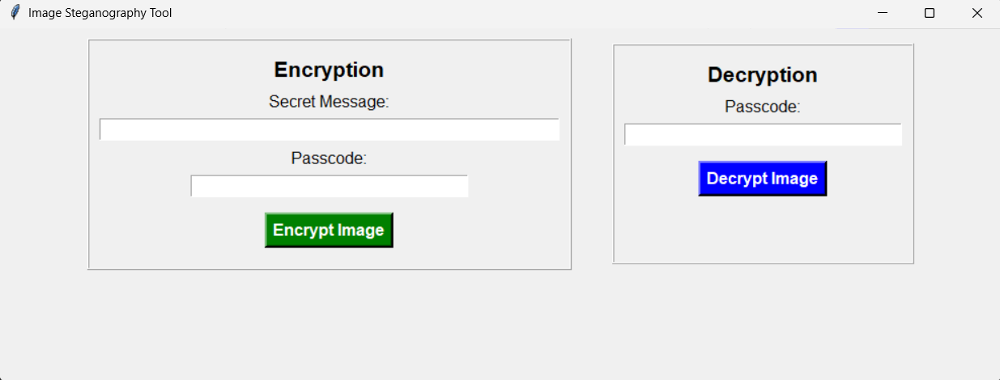 Image Steganography Tool
Encryption
Secret Message:
Passcode:
Encrypt Image
Decryption
Passcode:
Decrypt Image